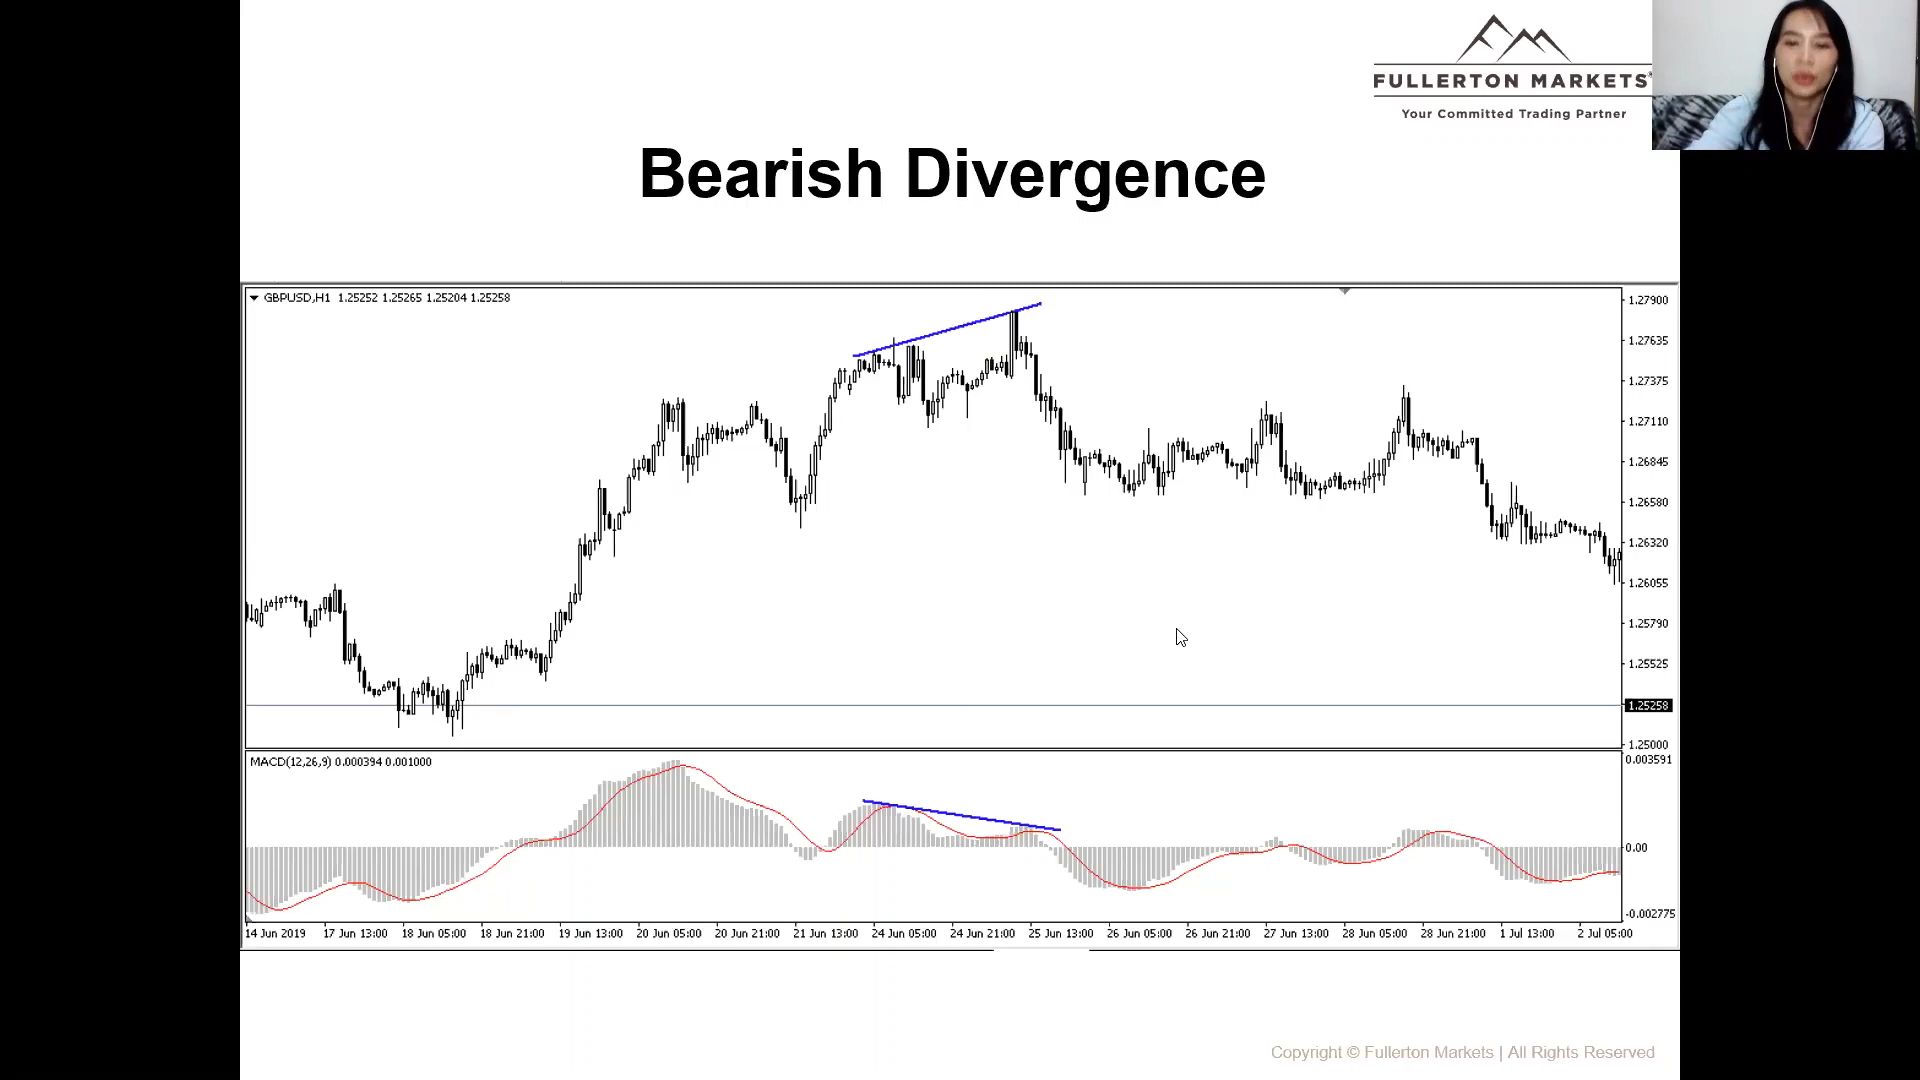 FULLERTON MARKETS®
Your Committed Trading Partner
Bearish Divergence
GBPUSD,H1 1.25252 1.25265 1.25204 1.25258
1.27900
1.27635
1.27375
1.27110
1.26845
1.26580
1.26320
1.26055
1.25790
1.25525
1.25258
1.25000
MACD(12,26,9) 0.000394 0.001000
0.003591
0.00
-0.002775
14 Jun 2019 17 Jun 13:00 18 Jun 05:00 18 Jun 21:00 19 Jun 13:00 20 Jun 05:00 20 Jun 21:00 21 Jun 13:00 24 Jun 05:00 24 Jun 21:00 25 Jun 13:00 26 Jun 05:00 26 Jun 21:00 27 Jun 13:00 28 Jun 05:00 28 Jun 21:00 1 Jul 13:00 2 Jul 05:00
Copyright © Fullerton Markets | All Rights Reserved